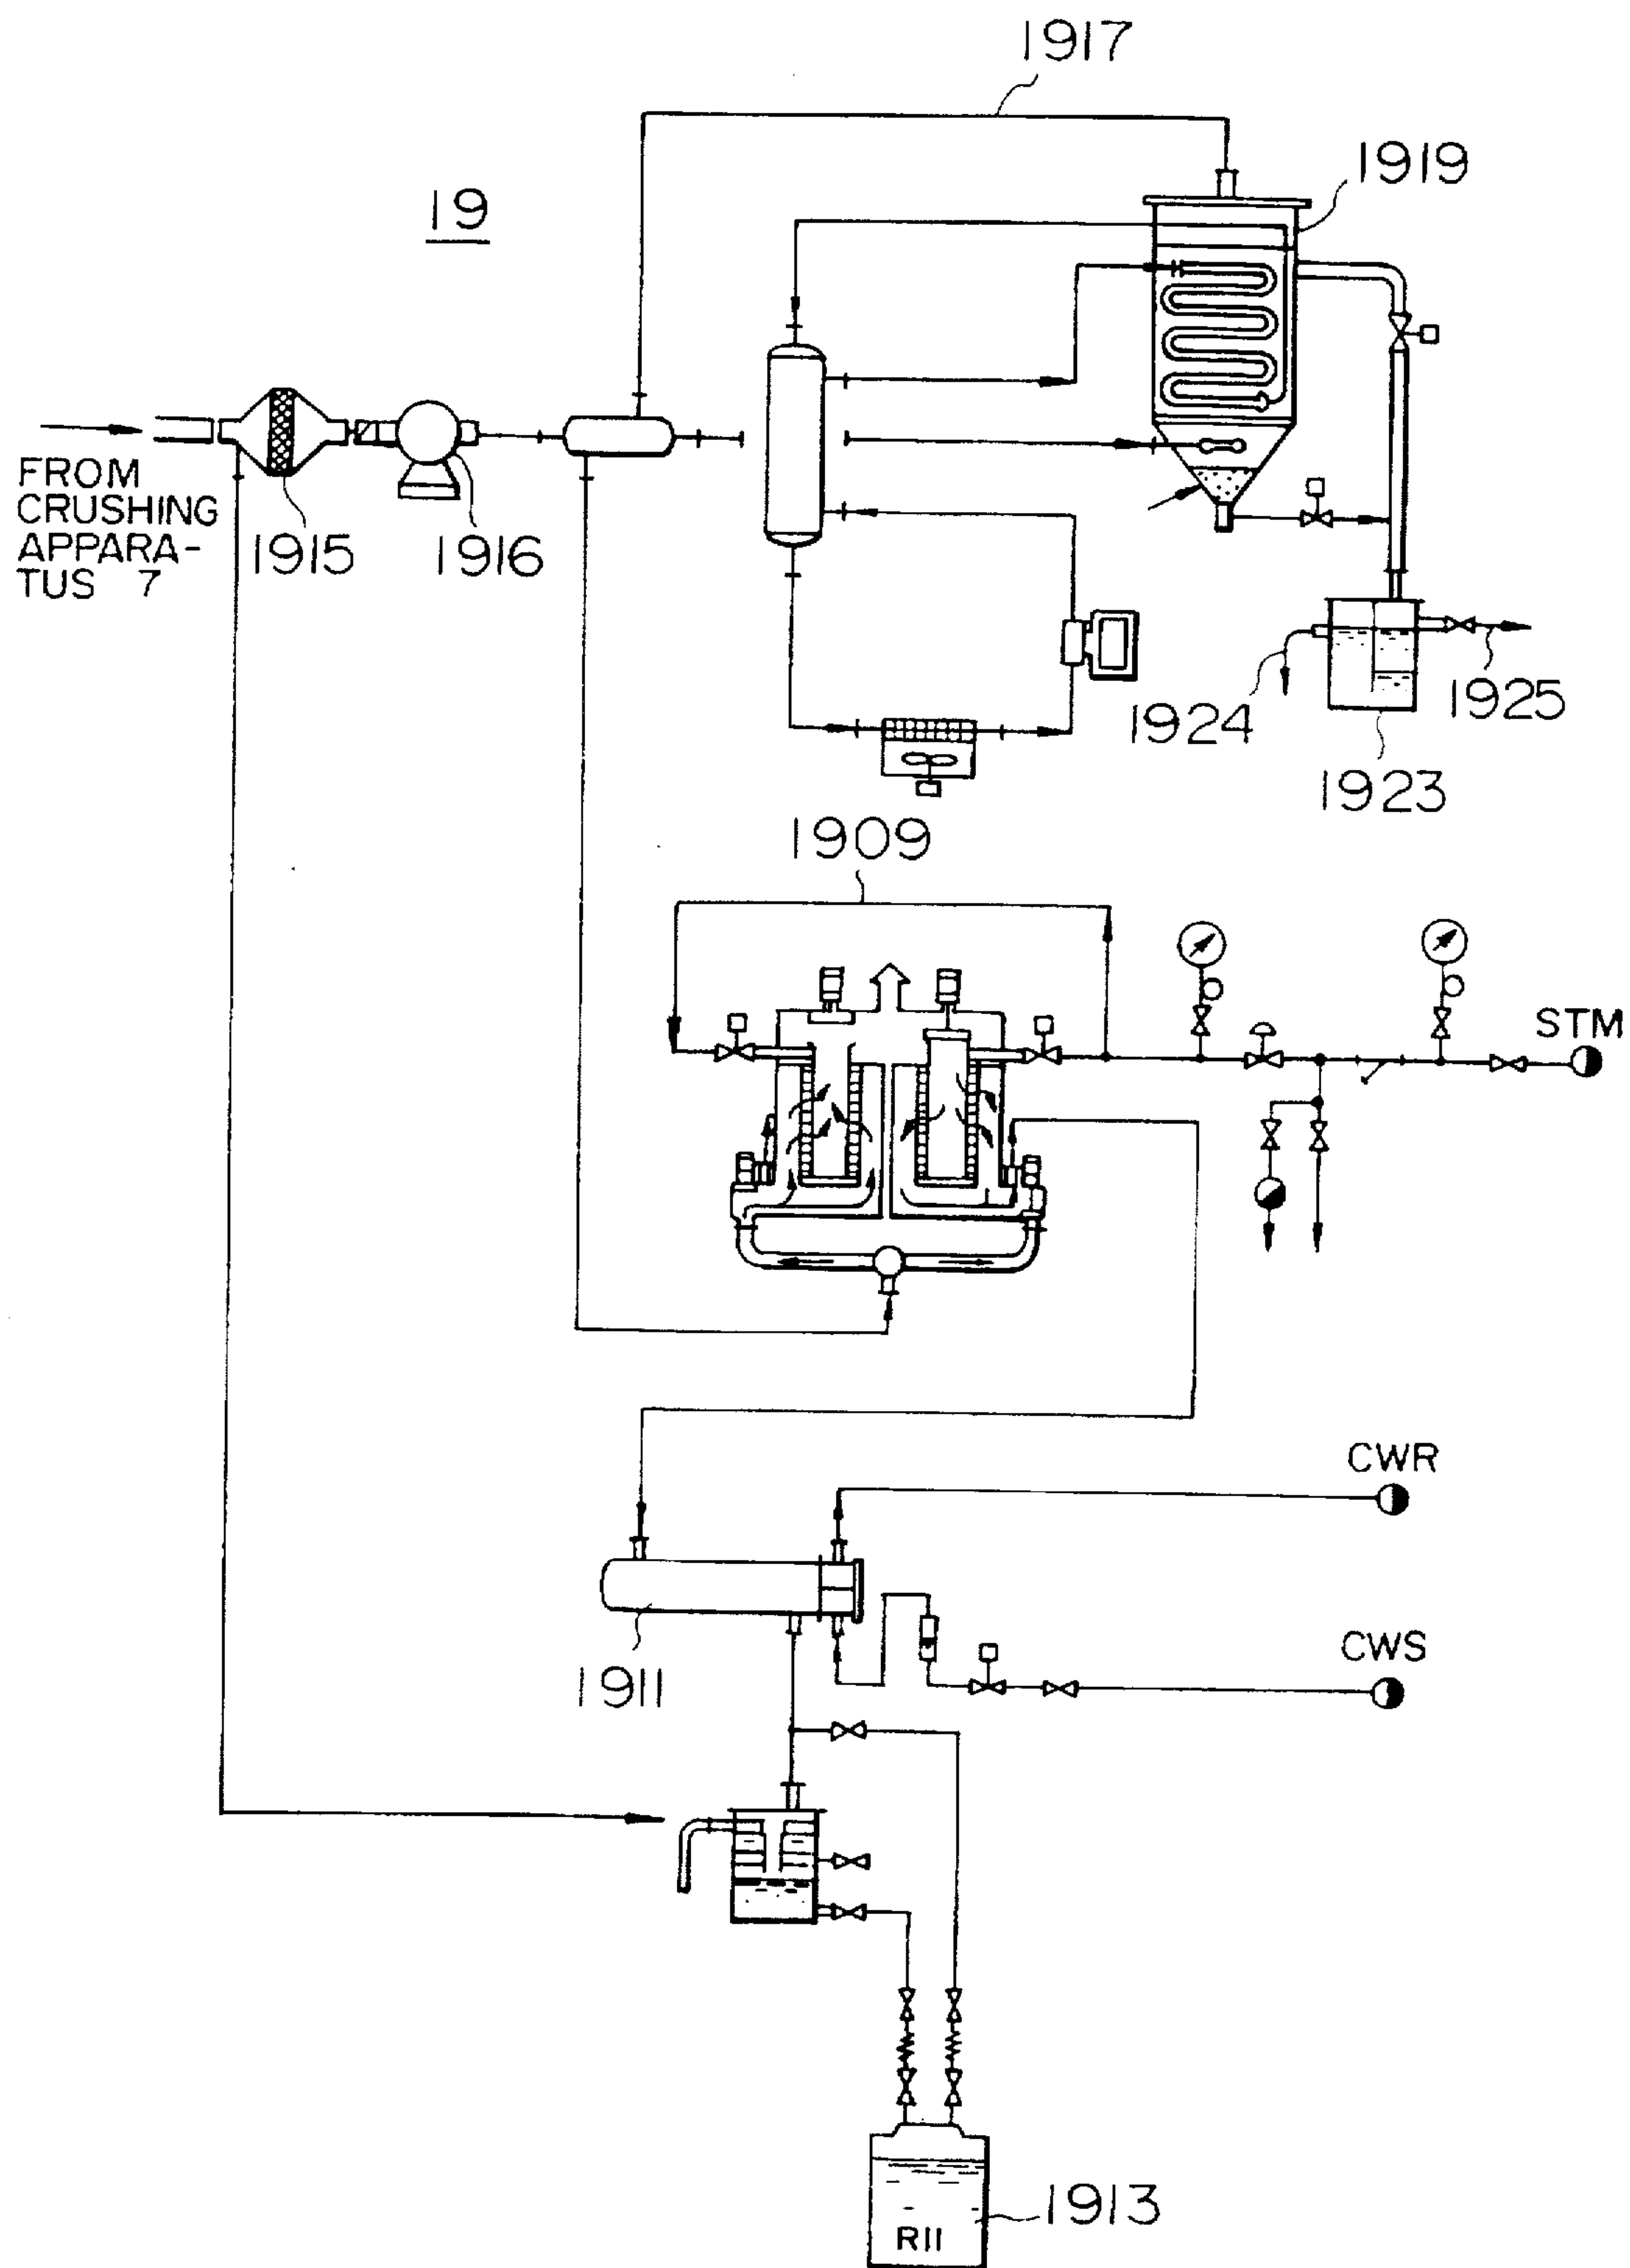 1917
1919
19
FROM
CRUSHING
APPARA-
TUS 7
1915
1916
1924
1925
1923
1909
STM
CWR
CWS
1911
1913
R11